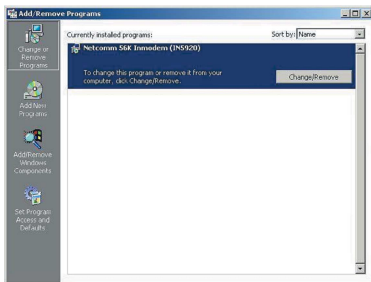 Add/Remove Programs
Currently installed programs:
Sort by: Name
Change or
Remove
Programs
Netcomm 56K Inmodem (IN5920)
To change this program or remove it from your
computer, click Change/Remove.
Change/Remove
Add New
Programs
Add/Remove
Windows
Components
Set Program
Access and
Defaults